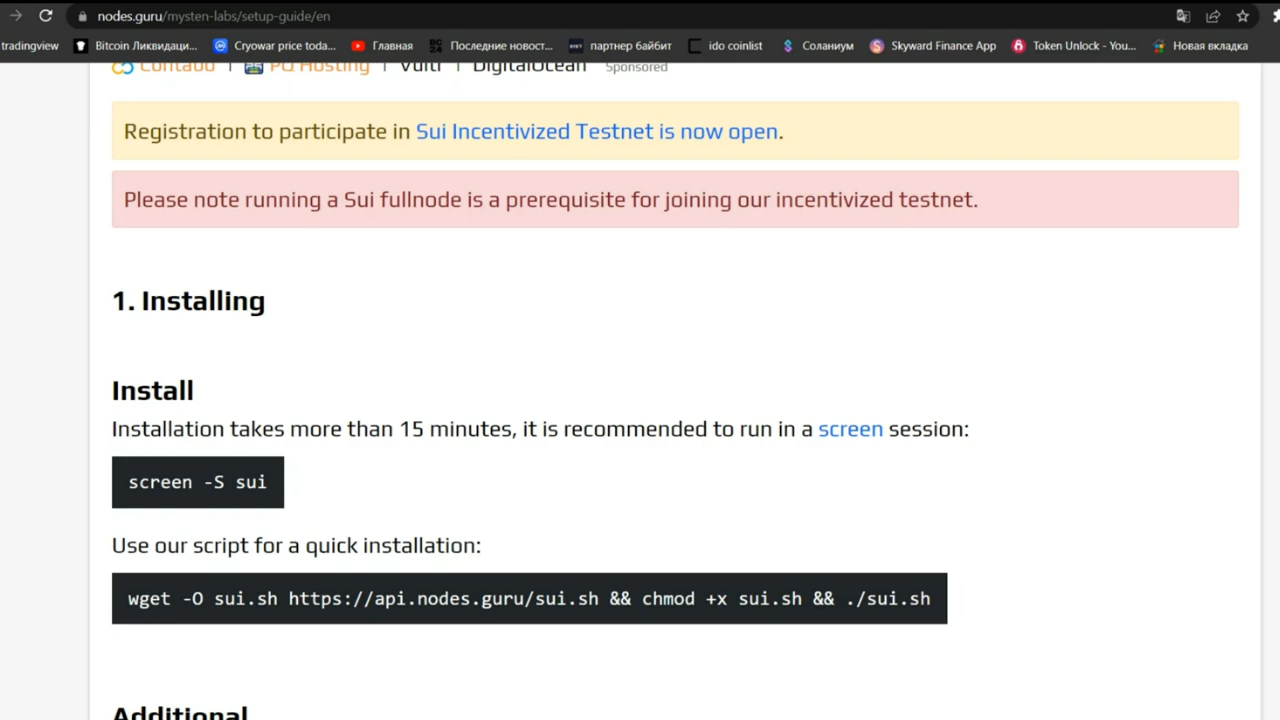 nodes.guru/mysten-labs/setup-guide/en
tradingview Bitcoin Ликвидаци... Cryowar price toda... Главная Последние новост... партнер байбит ido coinlist Соланиум Skyward Finance App Token Unlock - You... Новая вкладка
Contabo | PQ Hosting | Vultr | DigitalOcean Sponsored
Registration to participate in Sui Incentivized Testnet is now open.
Please note running a Sui fullnode is a prerequisite for joining our incentivized testnet.
1. Installing
Install
Installation takes more than 15 minutes, it is recommended to run in a screen session:
screen -S sui
Use our script for a quick installation:
wget -O sui.sh https://api.nodes.guru/sui.sh && chmod +x sui.sh && ./sui.sh
Additional